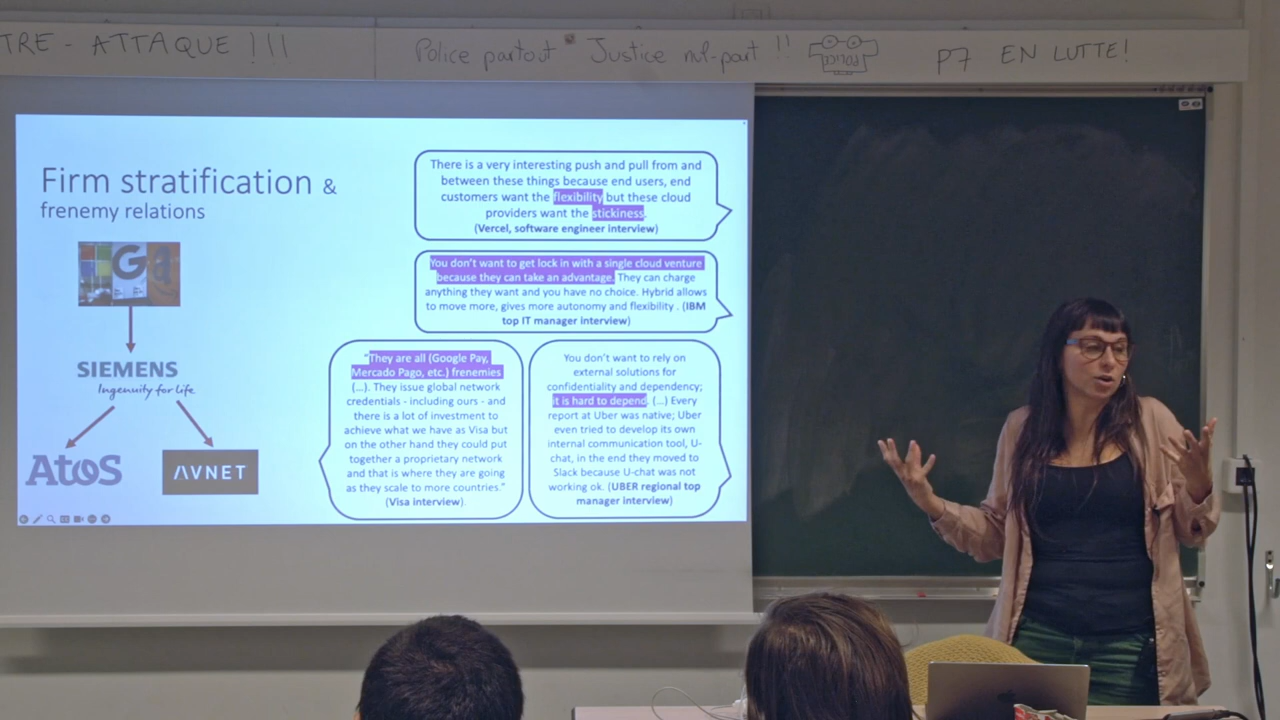 TRE - ATTAQUE !!!
Police partout Justice nul-part !!
POLICE
P7 EN LUTTE!
Firm stratification &
frenemy relations
SIEMENS
Ingenuity for life
Atos
AVNET
There is a very interesting push and pull from and
between these things because end users, end
customers want the flexibility but these cloud
providers want the stickiness.
(Vercel, software engineer interview)
You don't want to get lock in with a single cloud venture
because they can take an advantage. They can charge
anything they want and you have no choice. Hybrid allows
to move more, gives more autonomy and flexibility . (IBM
top IT manager interview)
"They are all (Google Pay,
Mercado Pago, etc.) frenemies
(...). They issue global network
credentials - including ours - and
there is a lot of investment to
achieve what we have as Visa but
on the other hand they could put
together a proprietary network
and that is where they are going
as they scale to more countries."
(Visa interview).
You don't want to rely on
external solutions for
confidentiality and dependency;
it is hard to depend. (...) Every
report at Uber was native; Uber
even tried to develop its own
internal communication tool, U-
chat, in the end they moved to
Slack because U-chat was not
working ok. (UBER regional top
manager interview)